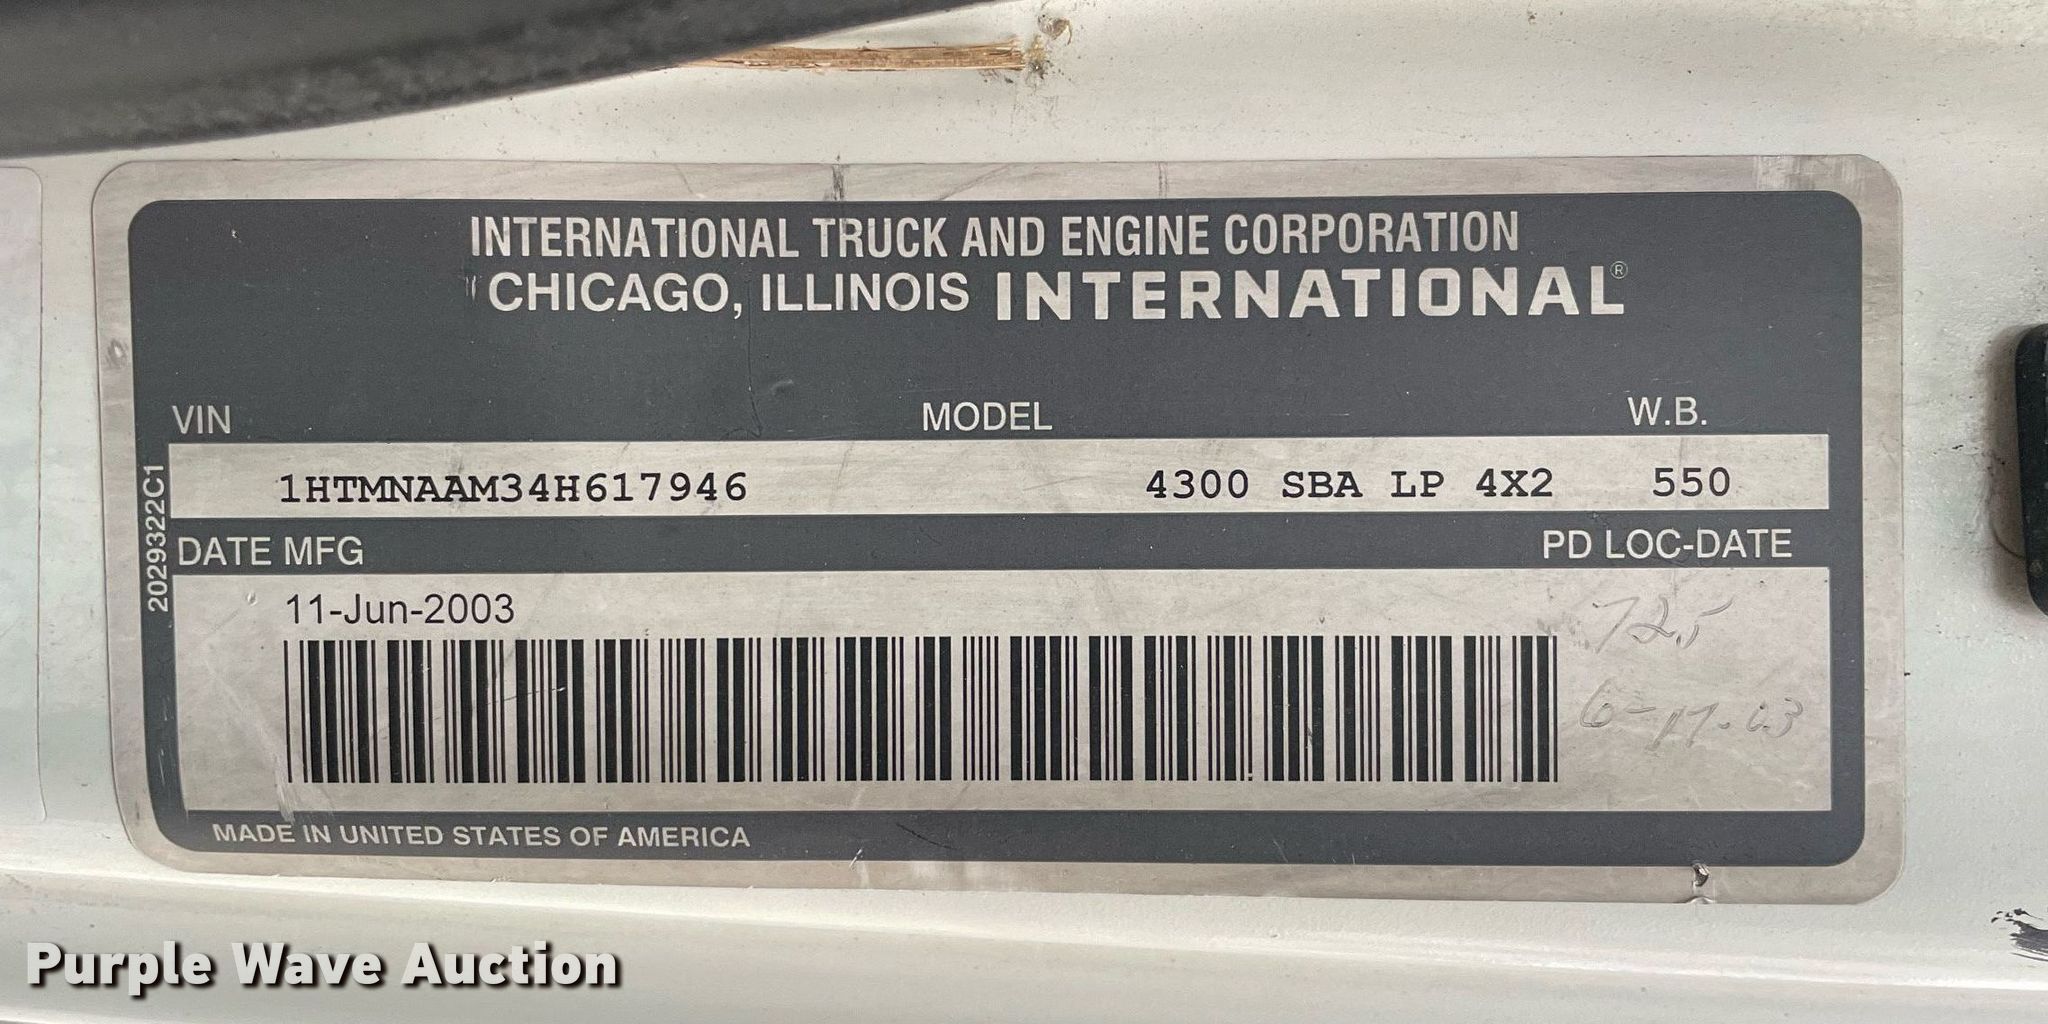 INTERNATIONAL TRUCK AND ENGINE CORPORATION
CHICAGO, ILLINOIS INTERNATIONAL®
VIN MODEL W.B.
1HTMNAAM34H617946 4300 SBA LP 4X2 550
2029322C1
DATE MFG PD LOC-DATE
11-Jun-2003
725
6-17-03
MADE IN UNITED STATES OF AMERICA
Purple Wave Auction